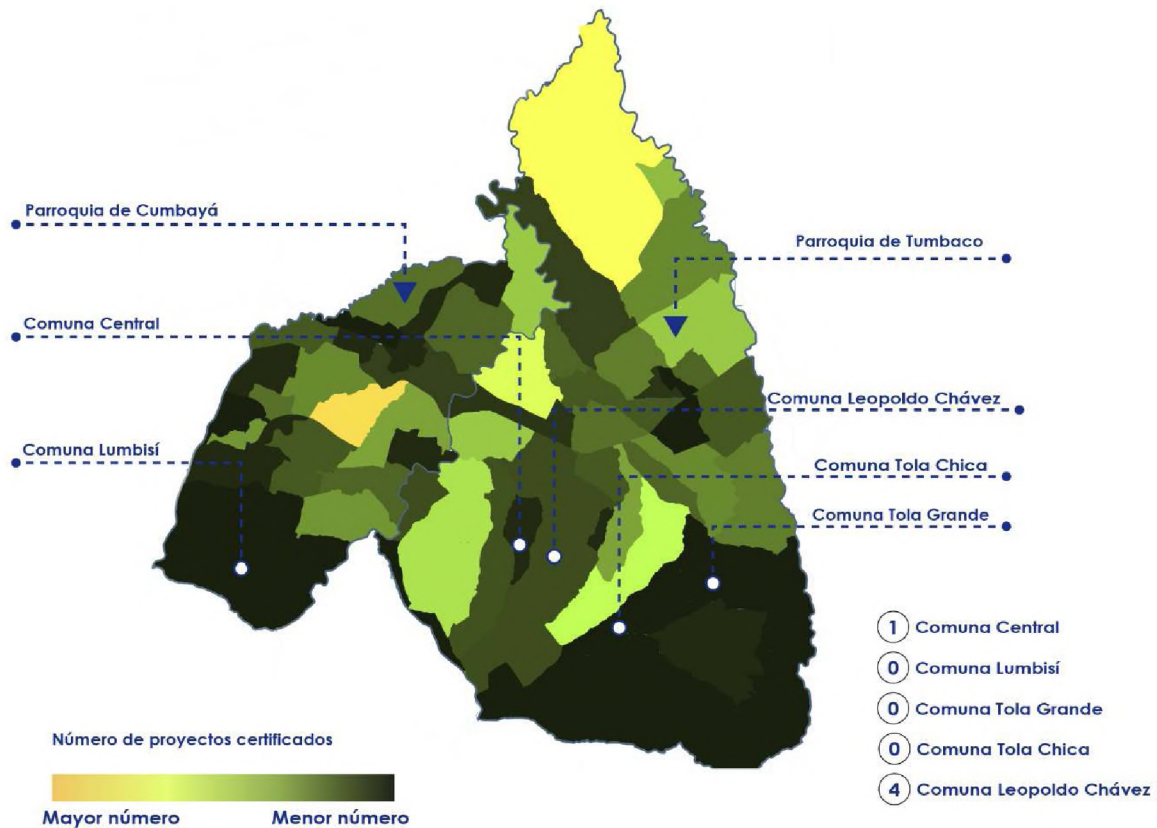 Parroquia de Cumbayá
Parroquia de Tumbaco
Comuna Central
Comuna Leopoldo Chávez
Comuna Lumbisí
Comuna Tola Chica
Comuna Tola Grande
1 Comuna Central
0 Comuna Lumbisí
0 Comuna Tola Grande
0 Comuna Tola Chica
4 Comuna Leopoldo Chávez
Número de proyectos certificados
Mayor número Menor número